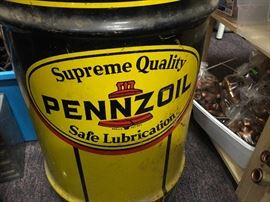 Supreme Quality
PENNZOIL
Safe Lubrication